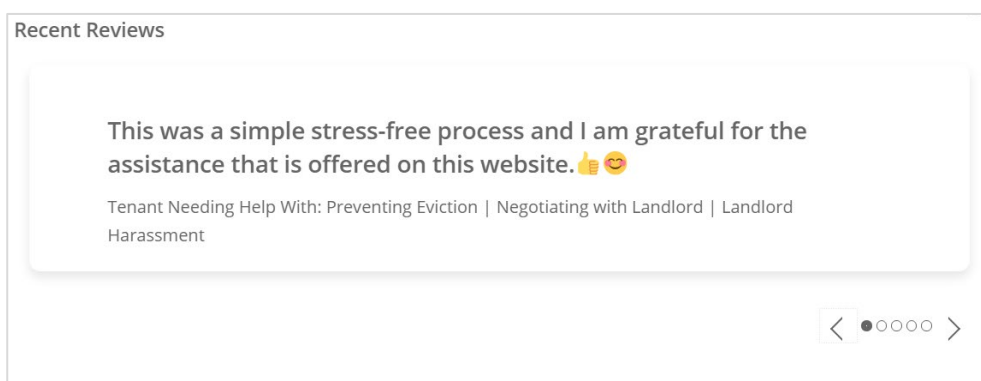 Recent Reviews
This was a simple stress-free process and I am grateful for the
assistance that is offered on this website.👍😊
Tenant Needing Help With: Preventing Eviction | Negotiating with Landlord | Landlord
Harassment